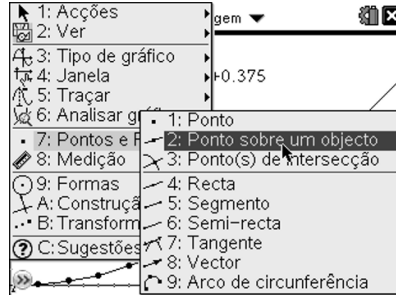 1: Acções
2: Ver
3: Tipo de gráfico
4: Janela
5: Traçar
6: Analisar
7: Pontos e
8: Medição
9: Formas
A: Construçã
B: Transform
C: Sugestões
gem
+0.375
1: Ponto
2: Ponto sobre um objecto
3: Ponto(s) de intersecção
4: Recta
5: Segmento
6: Semi-recta
7: Tangente
8: Vector
9: Arco de circunferência